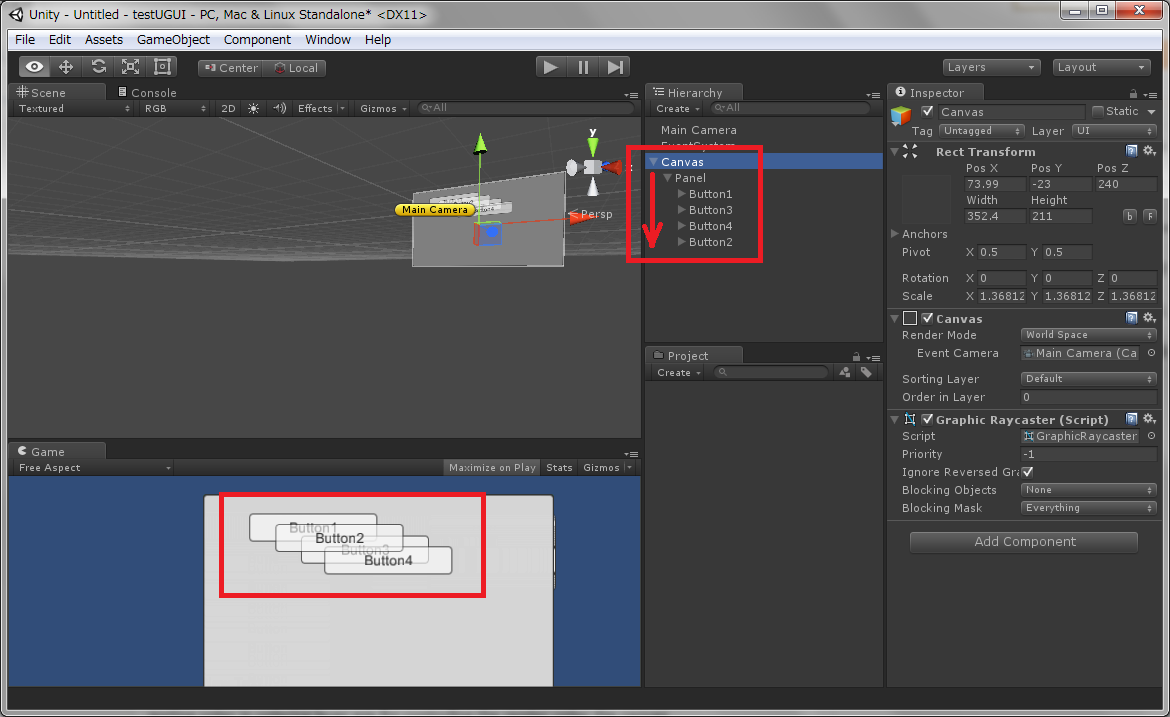 Unity - Untitled - testUGUI - PC, Mac & Linux Standalone* <DX11>
File Edit Assets GameObject Component Window Help
Center Local Layers Layout
Scene Console
Textured RGB 2D Effects Gizmos All
y
x
Persp
Main Camera
Game
Free Aspect Maximize on Play Stats Gizmos
Button1
Button2
Button3
Button4
Hierarchy
Create All
Main Camera
EventSystem
Canvas
Panel
Button1
Button3
Button4
Button2
Project
Create
Inspector
Canvas Static
Tag Untagged Layer UI
Rect Transform
Pos X Pos Y Pos Z
73.99 -23 240
Width Height
352.4 211
Anchors
Pivot X 0.5 Y 0.5
Rotation X 0 Y 0 Z 0
Scale X 1.36812 Y 1.36812 Z 1.36812
Canvas
Render Mode World Space
Event Camera Main Camera (Ca
Sorting Layer Default
Order in Layer 0
Graphic Raycaster (Script)
Script GraphicRaycaster
Priority -1
Ignore Reversed Gra
Blocking Objects None
Blocking Mask Everything
Add Component